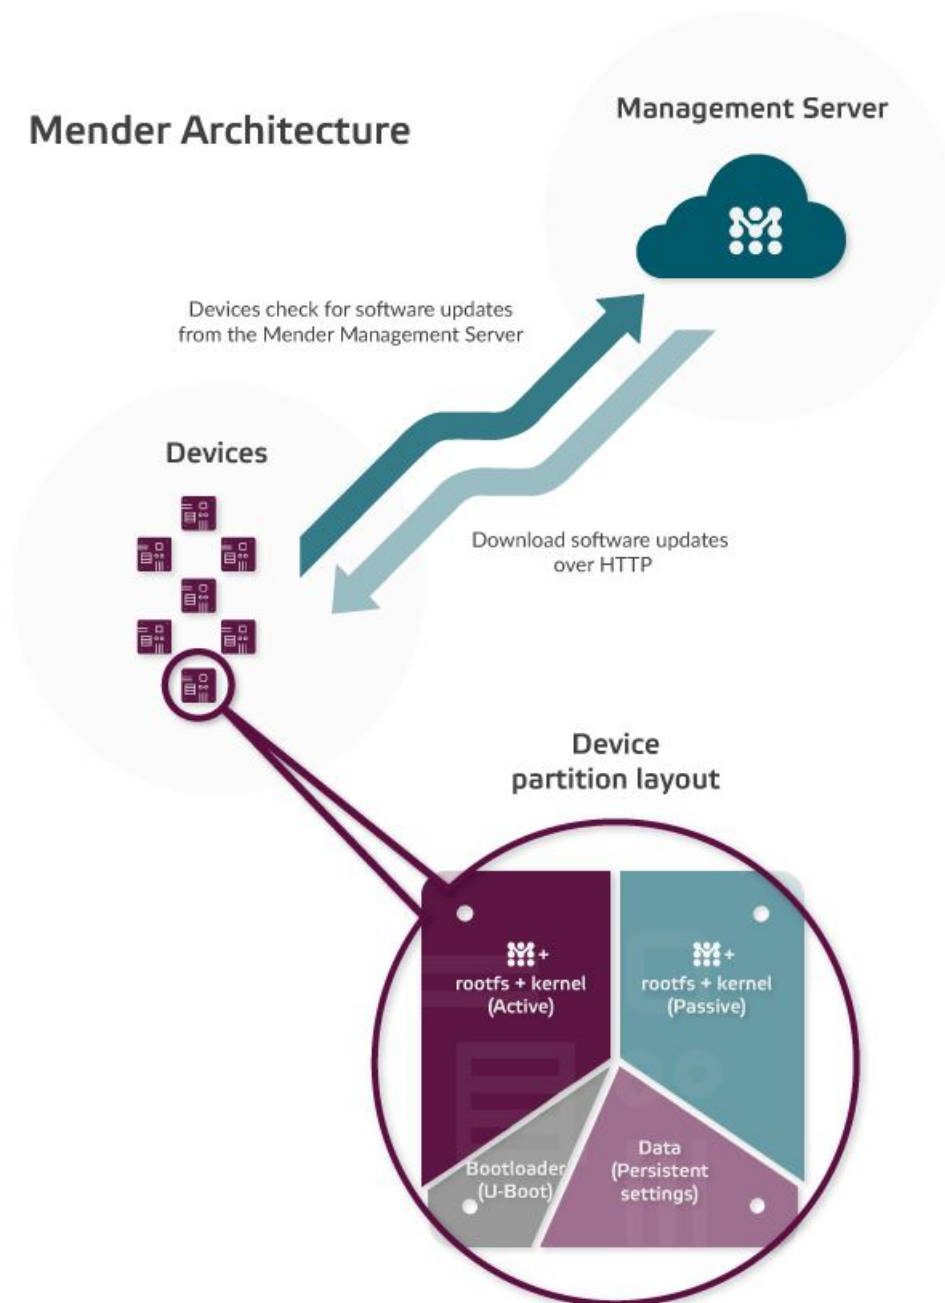 Mender Architecture
Management Server
Devices check for software updates
from the Mender Management Server
Devices
Download software updates
over HTTP
Device
partition layout
+
rootfs + kernel
(Active)
+
rootfs + kernel
(Passive)
Bootloader
(U-Boot)
Data
(Persistent
settings)